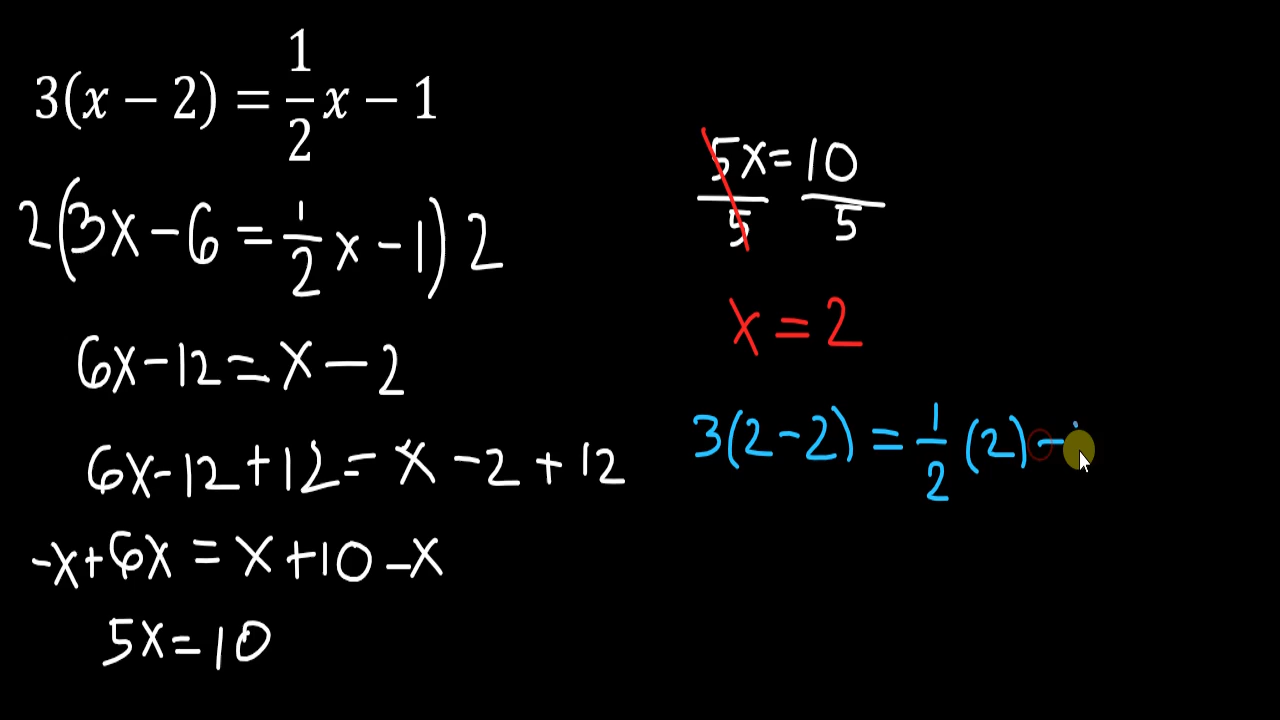 3(x − 2) = 1/2 x − 1
2(3x − 6 = 1/2 x − 1) 2
6x − 12 = x − 2
6x − 12 + 12 = x − 2 + 12
-x + 6x = x + 10 − x
5x = 10
5x/5 = 10/5
x = 2
3(2 − 2) = 1/2 (2) −